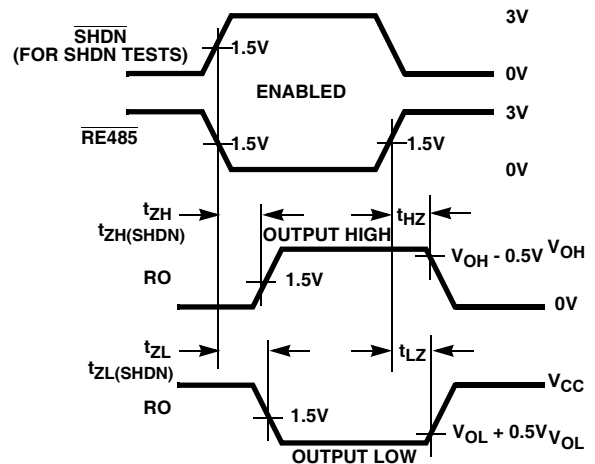 SHDN
(FOR SHDN TESTS)
1.5V
3V
0V
ENABLED
RE485
1.5V
1.5V
3V
0V
tZH
tZH(SHDN)
OUTPUT HIGH
tHZ
RO
1.5V
VOH - 0.5V
VOH
0V
tZL
tZL(SHDN)
tLZ
RO
1.5V
VCC
VOL + 0.5V
VOL
OUTPUT LOW